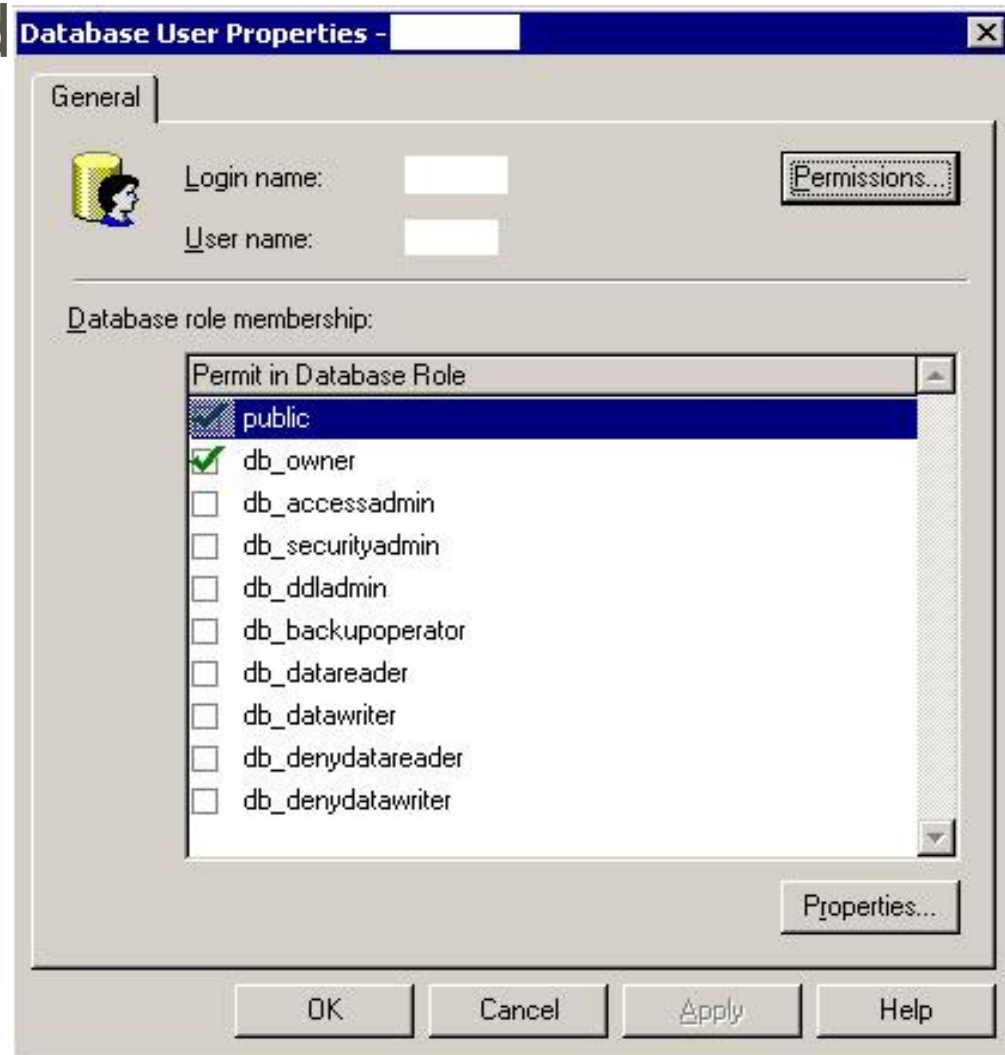 Database User Properties -
General
Login name:
Permissions...
User name:
Database role membership:
Permit in Database Role
public
db_owner
db_accessadmin
db_securityadmin
db_ddladmin
db_backupoperator
db_datareader
db_datawriter
db_denydatareader
db_denydatawriter
Properties...
OK Cancel Apply Help